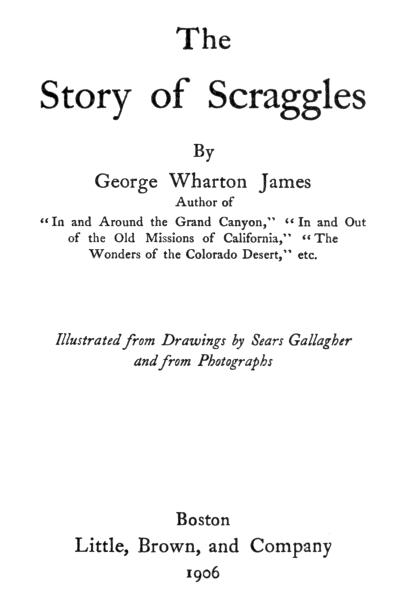 The
Story of Scraggles
By
George Wharton James
Author of
“In and Around the Grand Canyon,” “In and Out
of the Old Missions of California,” “The
Wonders of the Colorado Desert,” etc.
Illustrated from Drawings by Sears Gallagher
and from Photographs
Boston
Little, Brown, and Company
1906